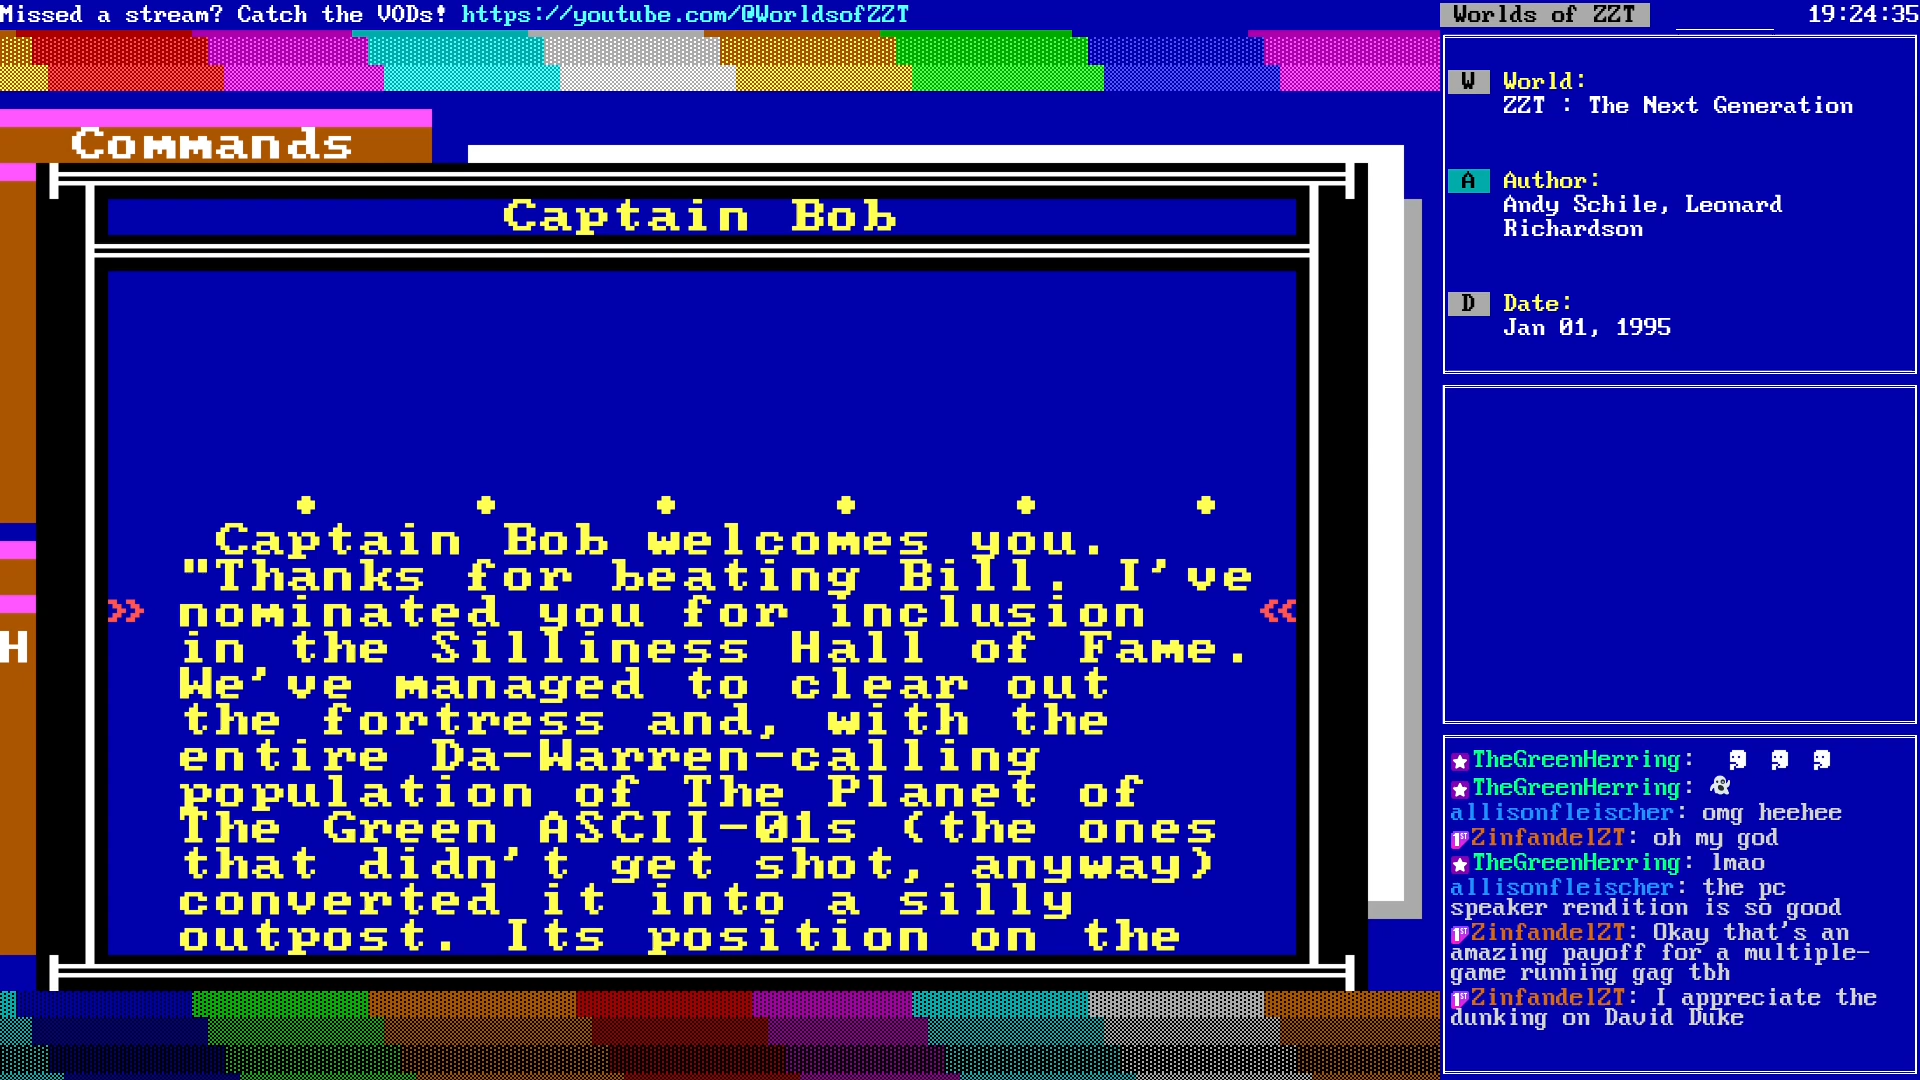 Missed a stream? Catch the VODs! https://youtube.com/@WorldsofZZT
Worlds of ZZT
19:24:35
W World:
ZZT : The Next Generation
A Author:
Andy Schile, Leonard
Richardson
D Date:
Jan 01, 1995
Commands
Captain Bob
Captain Bob welcomes you.
"Thanks for beating Bill. I've
» nominated you for inclusion «
in the Silliness Hall of Fame.
We've managed to clear out
the fortress and, with the
entire Da-Warren-calling
population of The Planet of
The Green ASCII-01s (the ones
that didn't get shot, anyway)
converted it into a silly
outpost. Its position on the
H
TheGreenHerring:
TheGreenHerring:
allisonfleischer: omg heehee
1ST ZinfandelZT: oh my god
TheGreenHerring: lmao
allisonfleischer: the pc
speaker rendition is so good
1ST ZinfandelZT: Okay that's an
amazing payoff for a multiple-
game running gag tbh
1ST ZinfandelZT: I appreciate the
dunking on David Duke